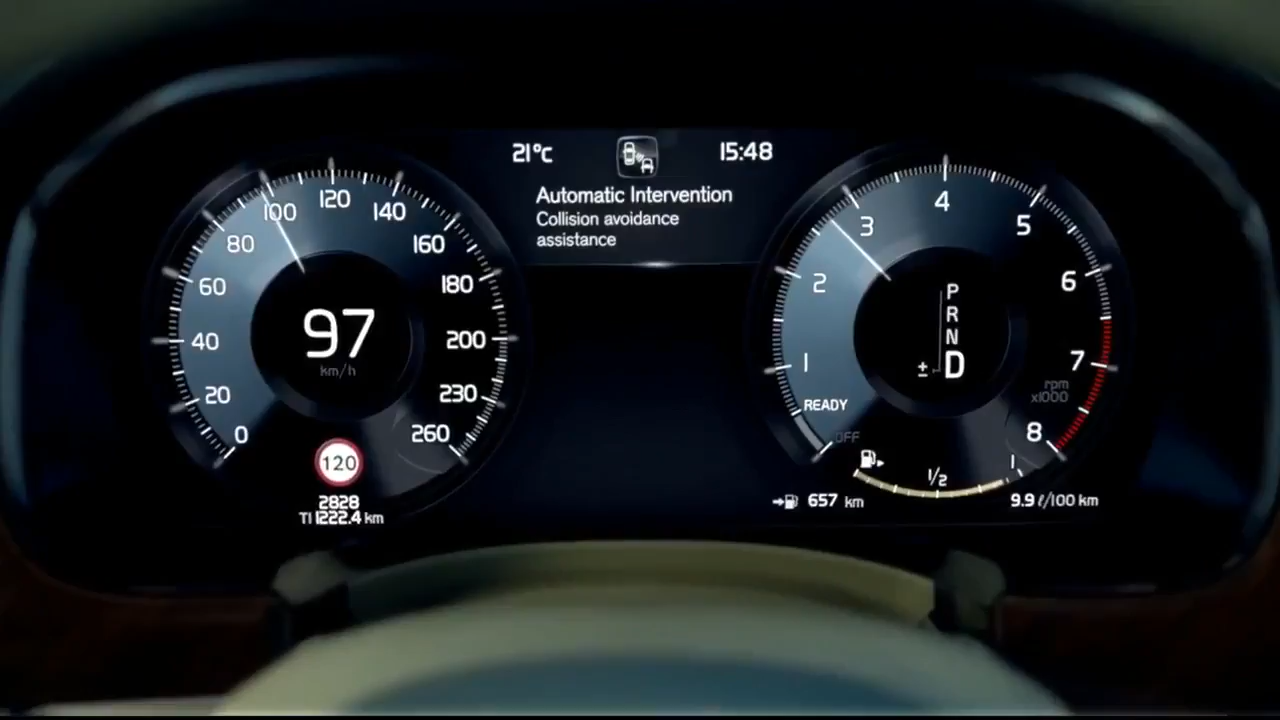 21°C
15:48
Automatic Intervention
Collision avoidance
assistance
0
20
40
60
80
100
120
140
160
180
200
230
260
97
km/h
120
2828
T1 1222.4 km
OFF
READY
1
2
3
4
5
6
7
8
rpm
x1000
P
R
N
D
±
1/2
1
657 km
9.9 ℓ/100 km